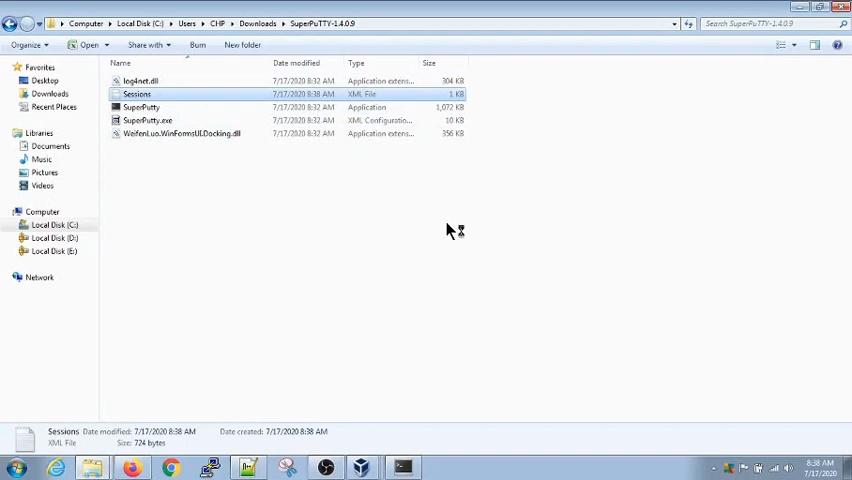 Computer ▸ Local Disk (C:) ▸ Users ▸ CHP ▸ Downloads ▸ SuperPuTTY-1.4.0.9
Search SuperPuTTY-1.4.0.9
Organize
Open
Share with
Burn
New folder
Name
Date modified
Type
Size
Favorites
Desktop
Downloads
Recent Places
Libraries
Documents
Music
Pictures
Videos
Computer
Local Disk (C:)
Local Disk (D:)
Local Disk (E:)
Network
log4net.dll 7/17/2020 8:32 AM Application extens... 304 KB
Sessions 7/17/2020 8:38 AM XML File 1 KB
SuperPutty 7/17/2020 8:32 AM Application 1,072 KB
SuperPutty.exe 7/17/2020 8:32 AM XML Configuratio... 10 KB
WeifenLuo.WinFormsUI.Docking.dll 7/17/2020 8:32 AM Application extens... 356 KB
Sessions Date modified: 7/17/2020 8:38 AM Date created: 7/17/2020 8:38 AM
XML File Size: 724 bytes
8:38 AM
7/17/2020